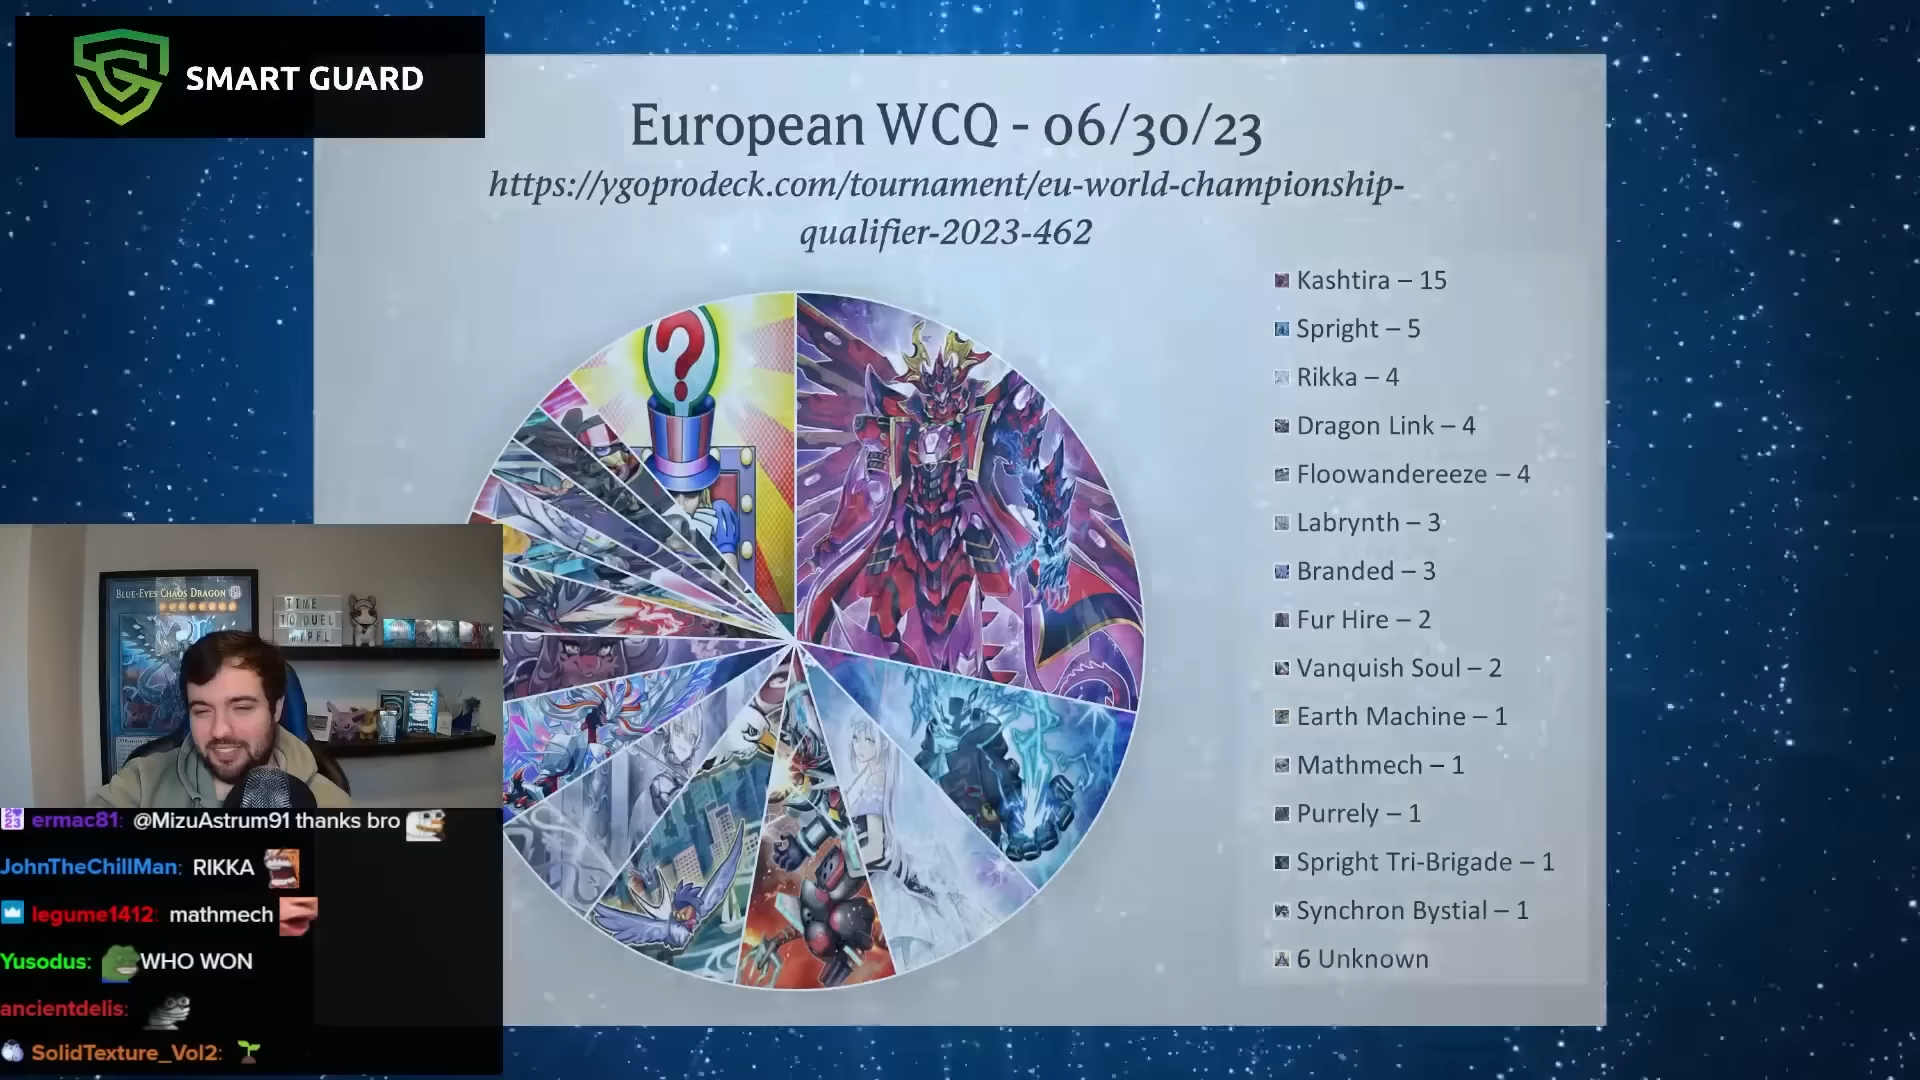 SMART GUARD
European WCQ - 06/30/23
https://ygoprodeck.com/tournament/eu-world-championship-
qualifier-2023-462
Kashtira – 15
Spright – 5
Rikka – 4
Dragon Link – 4
Floowandereeze – 4
Labrynth – 3
Branded – 3
Fur Hire – 2
Vanquish Soul – 2
Earth Machine – 1
Mathmech – 1
Purrely – 1
Spright Tri-Brigade – 1
Synchron Bystial – 1
6 Unknown
BLUE-EYES CHAOS DRAGON
TIME
TO DUEL
ermac81: @MizuAstrum91 thanks bro
JohnTheChillMan: RIKKA
legume1412: mathmech
Yusodus: WHO WON
ancientdelis:
SolidTexture_Vol2: